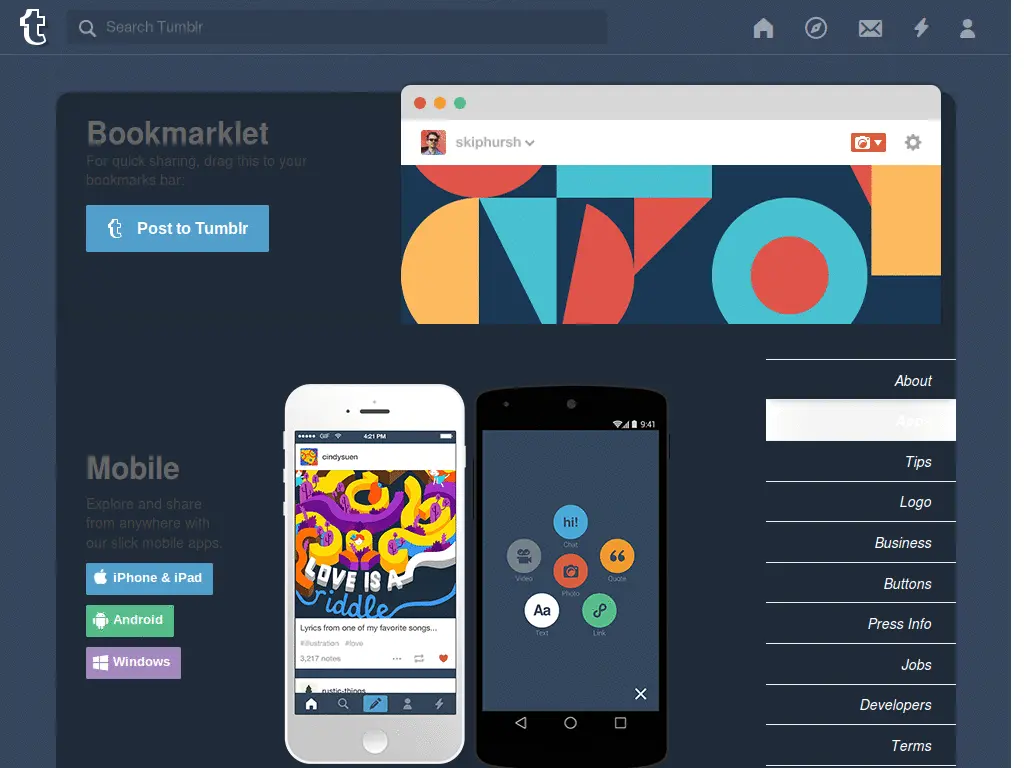 Search Tumblr
Bookmarklet
For quick sharing, drag this to your
bookmarks bar:
Post to Tumblr
skiphursh
About
Apps
Tips
Logo
Business
Buttons
Press Info
Jobs
Developers
Terms
Mobile
Explore and share
from anywhere with
our slick mobile apps.
iPhone & iPad
Android
Windows
GIF
4:21 PM
cindysuen
LOVE IS A
riddle
Lyrics from one of my favorite songs...
#illustration #love
3,217 notes
rustic-things
9:41
hi!
Chat
Video
Quote
Photo
Aa
Text
Link